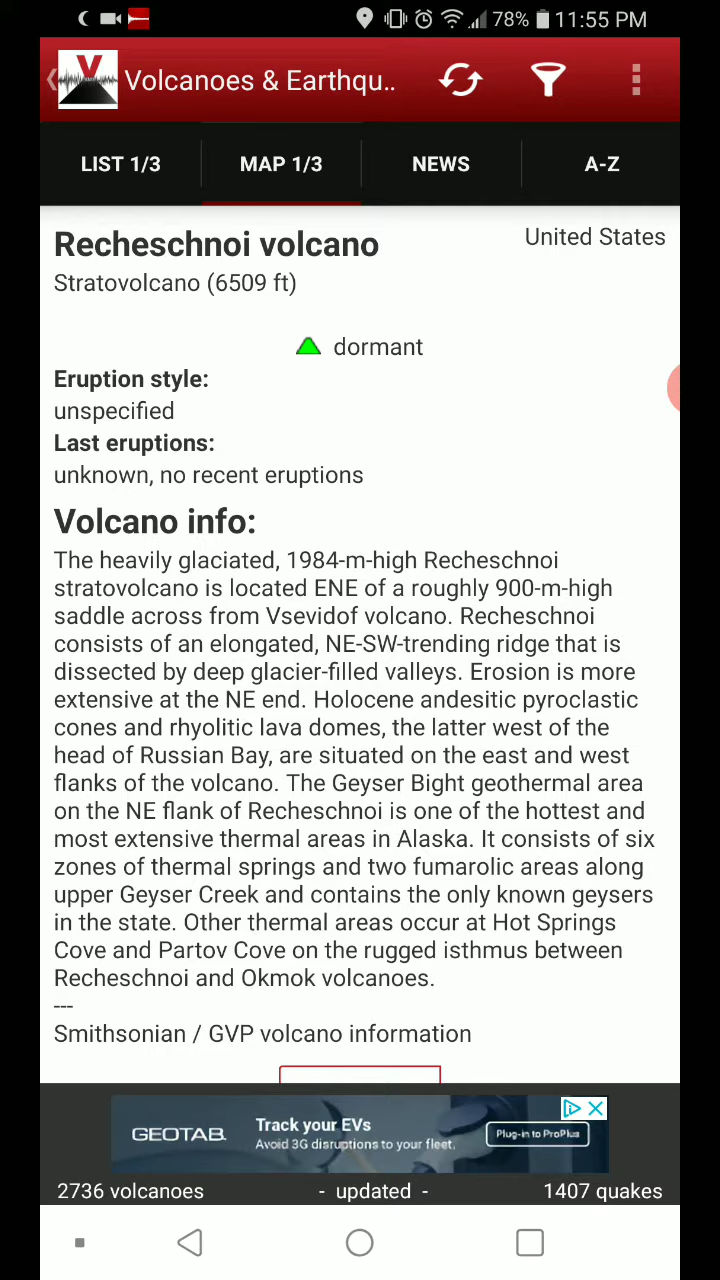 78% 11:55 PM
V
Volcanoes & Earthqu..
LIST 1/3 MAP 1/3 NEWS A-Z
Recheschnoi volcano United States
Stratovolcano (6509 ft)
dormant
Eruption style:
unspecified
Last eruptions:
unknown, no recent eruptions
Volcano info:
The heavily glaciated, 1984-m-high Recheschnoi
stratovolcano is located ENE of a roughly 900-m-high
saddle across from Vsevidof volcano. Recheschnoi
consists of an elongated, NE-SW-trending ridge that is
dissected by deep glacier-filled valleys. Erosion is more
extensive at the NE end. Holocene andesitic pyroclastic
cones and rhyolitic lava domes, the latter west of the
head of Russian Bay, are situated on the east and west
flanks of the volcano. The Geyser Bight geothermal area
on the NE flank of Recheschnoi is one of the hottest and
most extensive thermal areas in Alaska. It consists of six
zones of thermal springs and two fumarolic areas along
upper Geyser Creek and contains the only known geysers
in the state. Other thermal areas occur at Hot Springs
Cove and Partov Cove on the rugged isthmus between
Recheschnoi and Okmok volcanoes.
---
Smithsonian / GVP volcano information
GEOTAB.
Track your EVs
Avoid 3G disruptions to your fleet.
Plug-in to ProPlus
2736 volcanoes - updated - 1407 quakes